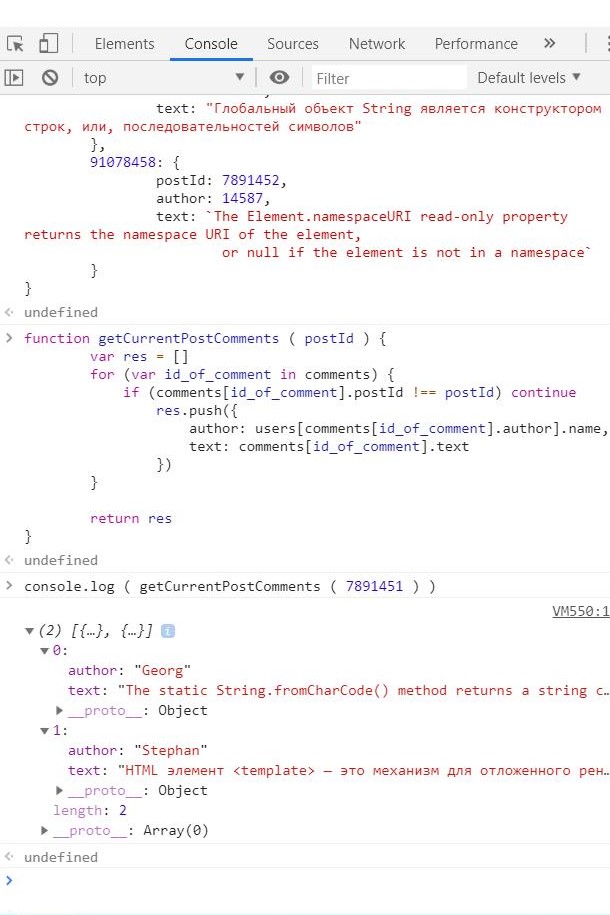 Elements Console Sources Network Performance »
top Filter Default levels ▼
text: "Глобальный объект String является конструктором
строк, или, последовательностей символов"
},
91078458: {
postId: 7891452,
author: 14587,
text: `The Element.namespaceURI read-only property
returns the namespace URI of the element,
or null if the element is not in a namespace`
}
}
undefined
function getCurrentPostComments ( postId ) {
var res = []
for (var id_of_comment in comments) {
if (comments[id_of_comment].postId !== postId) continue
res.push({
author: users[comments[id_of_comment].author].name,
text: comments[id_of_comment].text
})
}
return res
}
undefined
console.log ( getCurrentPostComments ( 7891451 ) )
VM550:1
(2) [{…}, {…}]
0:
author: "Georg"
text: "The static String.fromCharCode() method returns a string c…
__proto__: Object
1:
author: "Stephan"
text: "HTML элемент <template> — это механизм для отложенного рен…
__proto__: Object
length: 2
__proto__: Array(0)
undefined